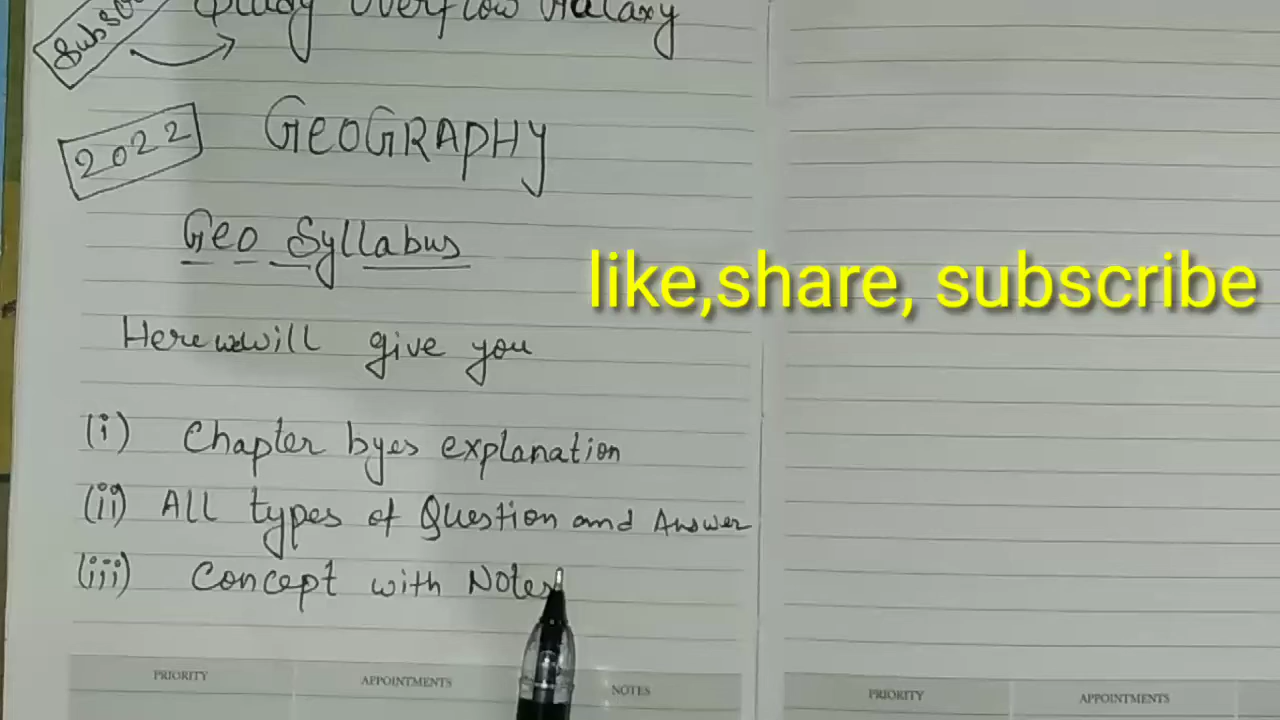 Study Overflow Galaxy
2022
GEOGRAPHY
Geo Syllabus
like,share, subscribe
will give you
(i) Chapter byes explanation
(ii) All types of Question and Answer
(iii) Concept with Notes
PRIORITY APPOINTMENTS NOTES
PRIORITY APPOINTMENTS